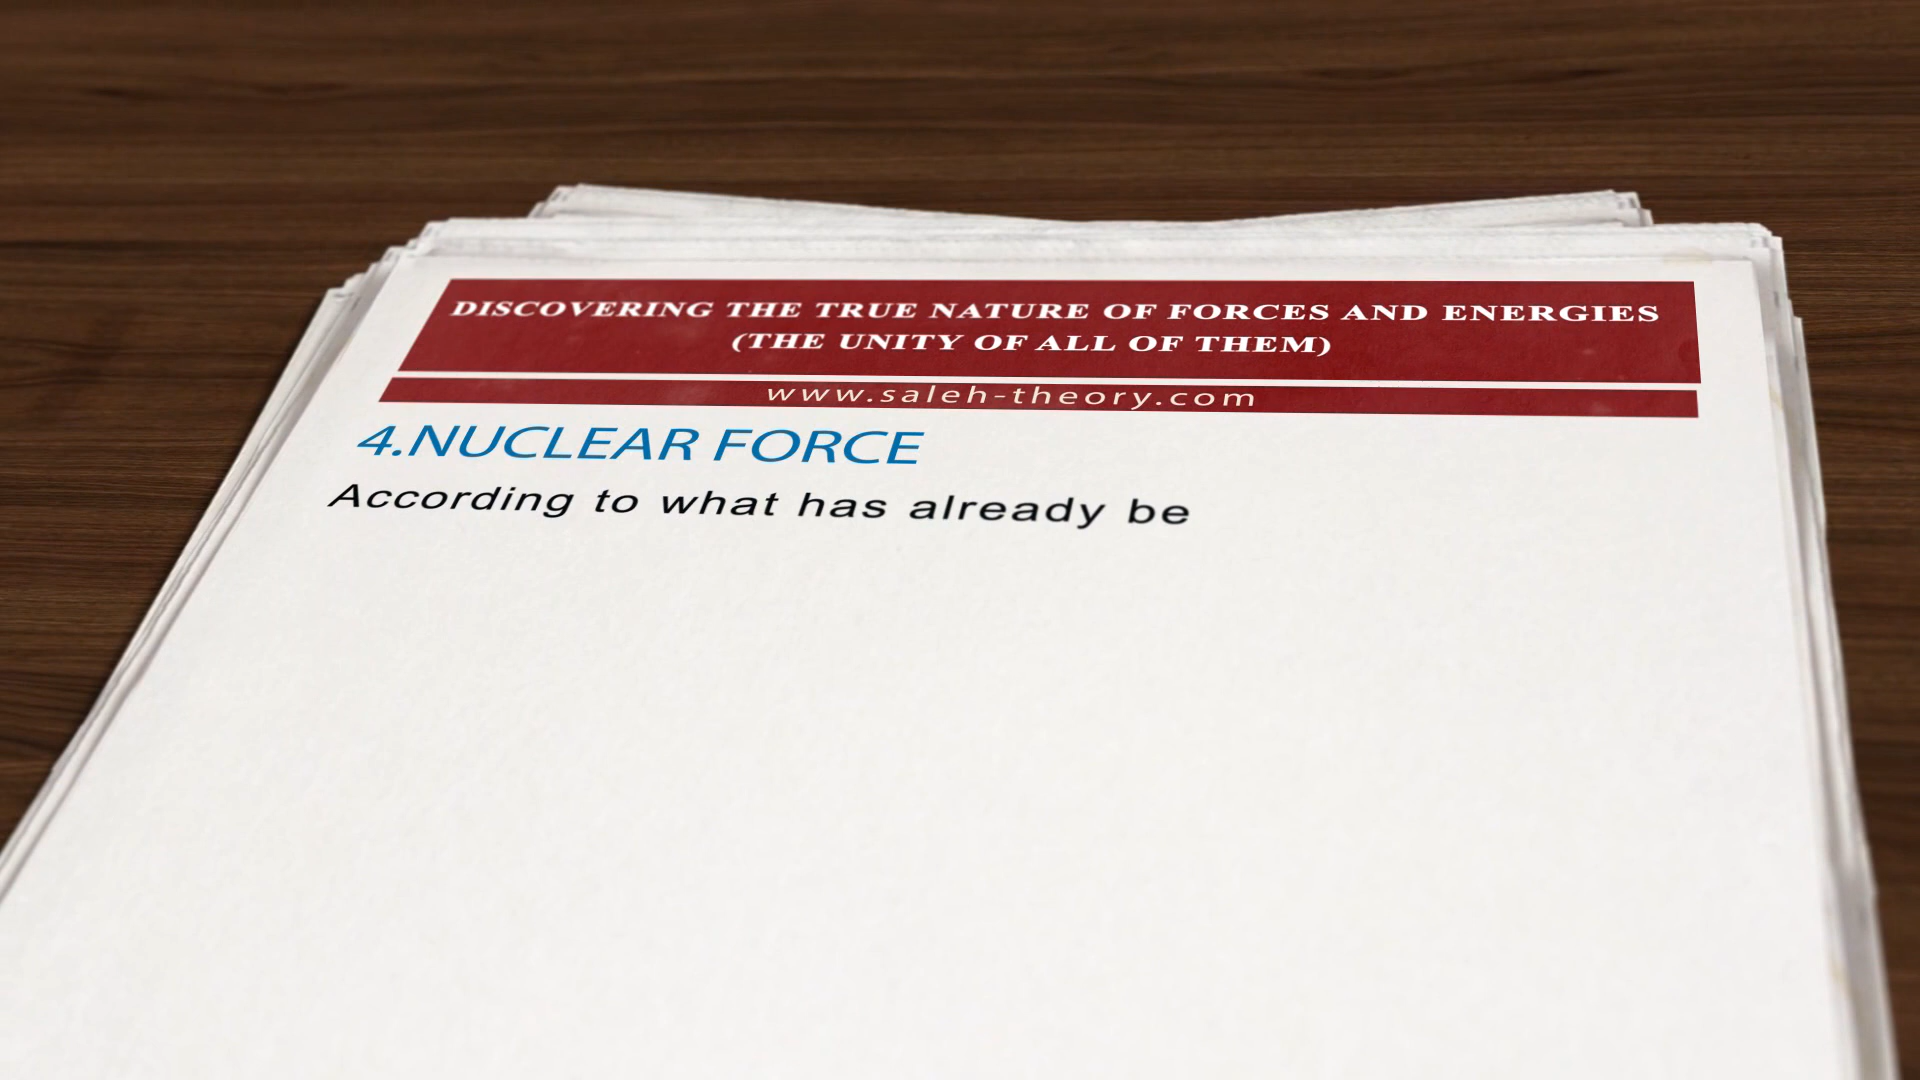 DISCOVERING THE TRUE NATURE OF FORCES AND ENERGIES
(THE UNITY OF ALL OF THEM)
www.saleh-theory.com
4.NUCLEAR FORCE
According to what has already be